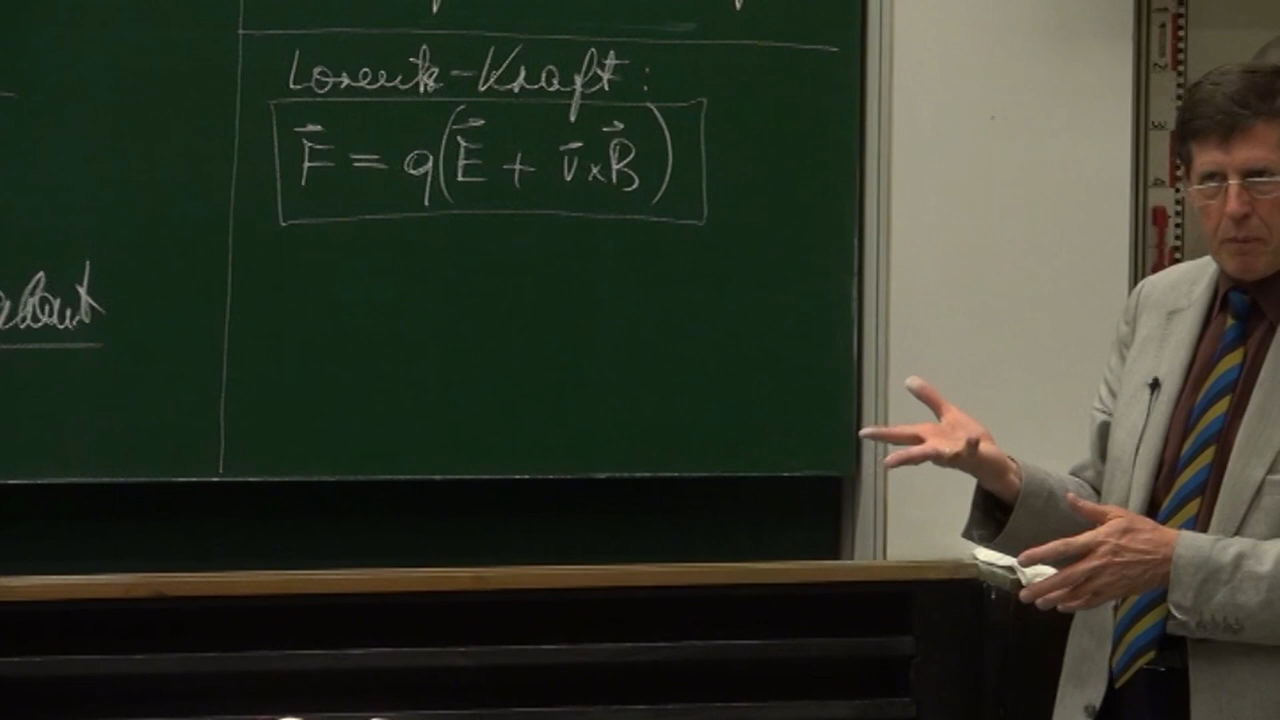 Lorentz-Kraft:
F⃗ = q(E⃗ + v⃗×B⃗)